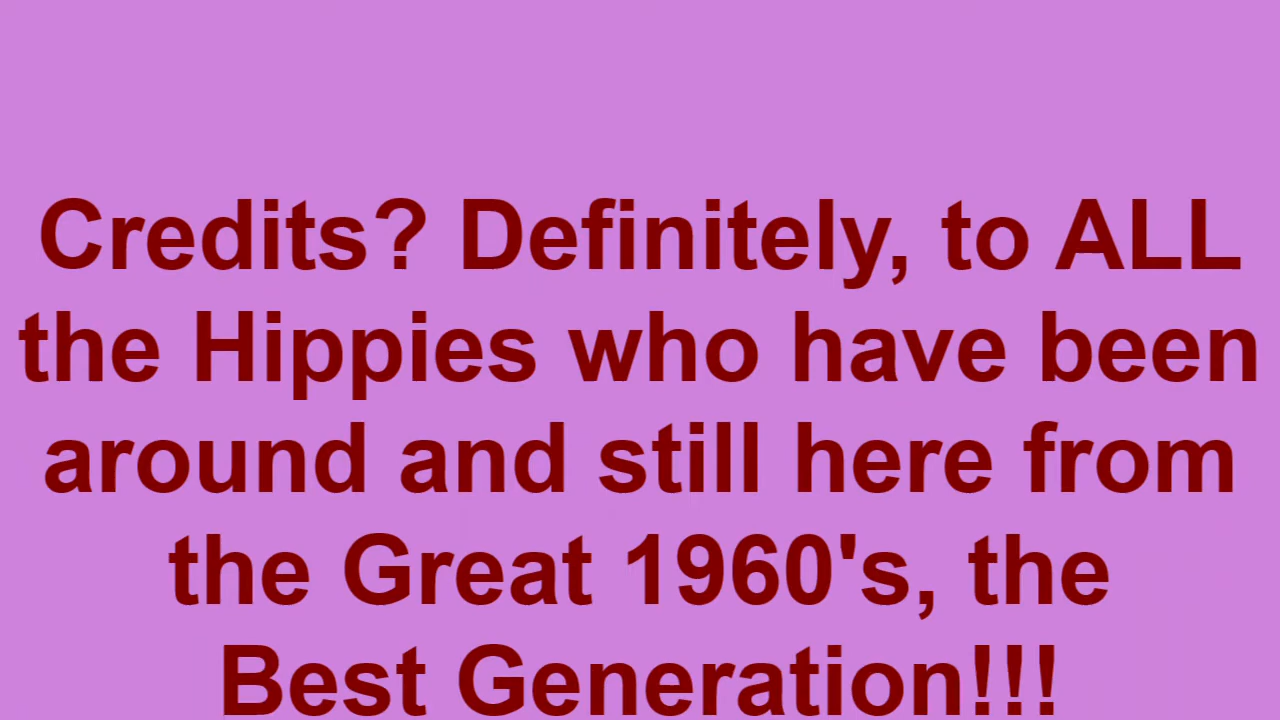 Credits? Definitely, to ALL
the Hippies who have been
around and still here from
the Great 1960's, the
Best Generation!!!